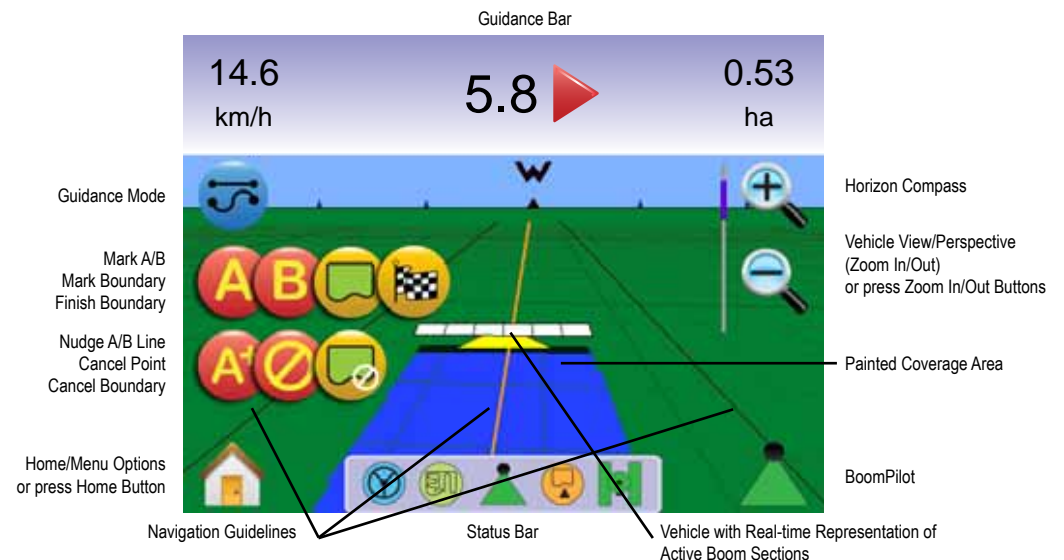 Guidance Bar
14.6
km/h
5.8
0.53
ha
W
Guidance Mode
Horizon Compass
Mark A/B
Mark Boundary
Finish Boundary
A B
Vehicle View/Perspective
(Zoom In/Out)
or press Zoom In/Out Buttons
Nudge A/B Line
Cancel Point
Cancel Boundary
A+
Painted Coverage Area
Home/Menu Options
or press Home Button
BoomPilot
Navigation Guidelines
Status Bar
Vehicle with Real-time Representation of
Active Boom Sections